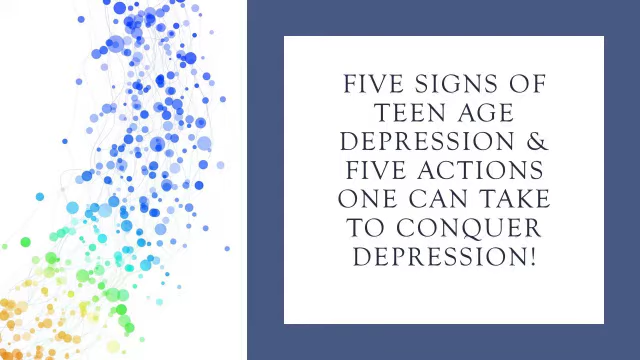 FIVE SIGNS OF
TEEN AGE
DEPRESSION &
FIVE ACTIONS
ONE CAN TAKE
TO CONQUER
DEPRESSION!